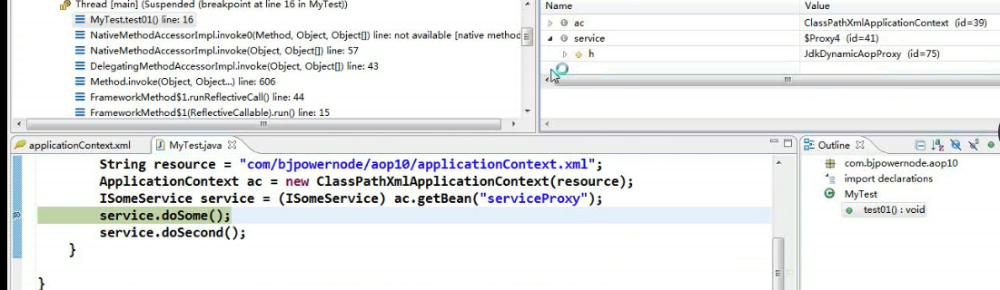 Thread [main] (Suspended (breakpoint at line 16 in MyTest))
MyTest.test01() line: 16
NativeMethodAccessorImpl.invoke0(Method, Object, Object[]) line: not available [native method
NativeMethodAccessorImpl.invoke(Object, Object[]) line: 57
DelegatingMethodAccessorImpl.invoke(Object, Object[]) line: 43
Method.invoke(Object, Object...) line: 606
FrameworkMethod$1.runReflectiveCall() line: 44
FrameworkMethod$1(ReflectiveCallable).run() line: 15
Name Value
ac ClassPathXmlApplicationContext (id=39)
service $Proxy4 (id=41)
h JdkDynamicAopProxy (id=75)
applicationContext.xml MyTest.java
String resource = "com/bjpowernode/aop10/applicationContext.xml";
ApplicationContext ac = new ClassPathXmlApplicationContext(resource);
ISomeService service = (ISomeService) ac.getBean("serviceProxy");
service.doSome();
service.doSecond();
}
}
Outline
com.bjpowernode.aop10
import declarations
MyTest
test01() : void